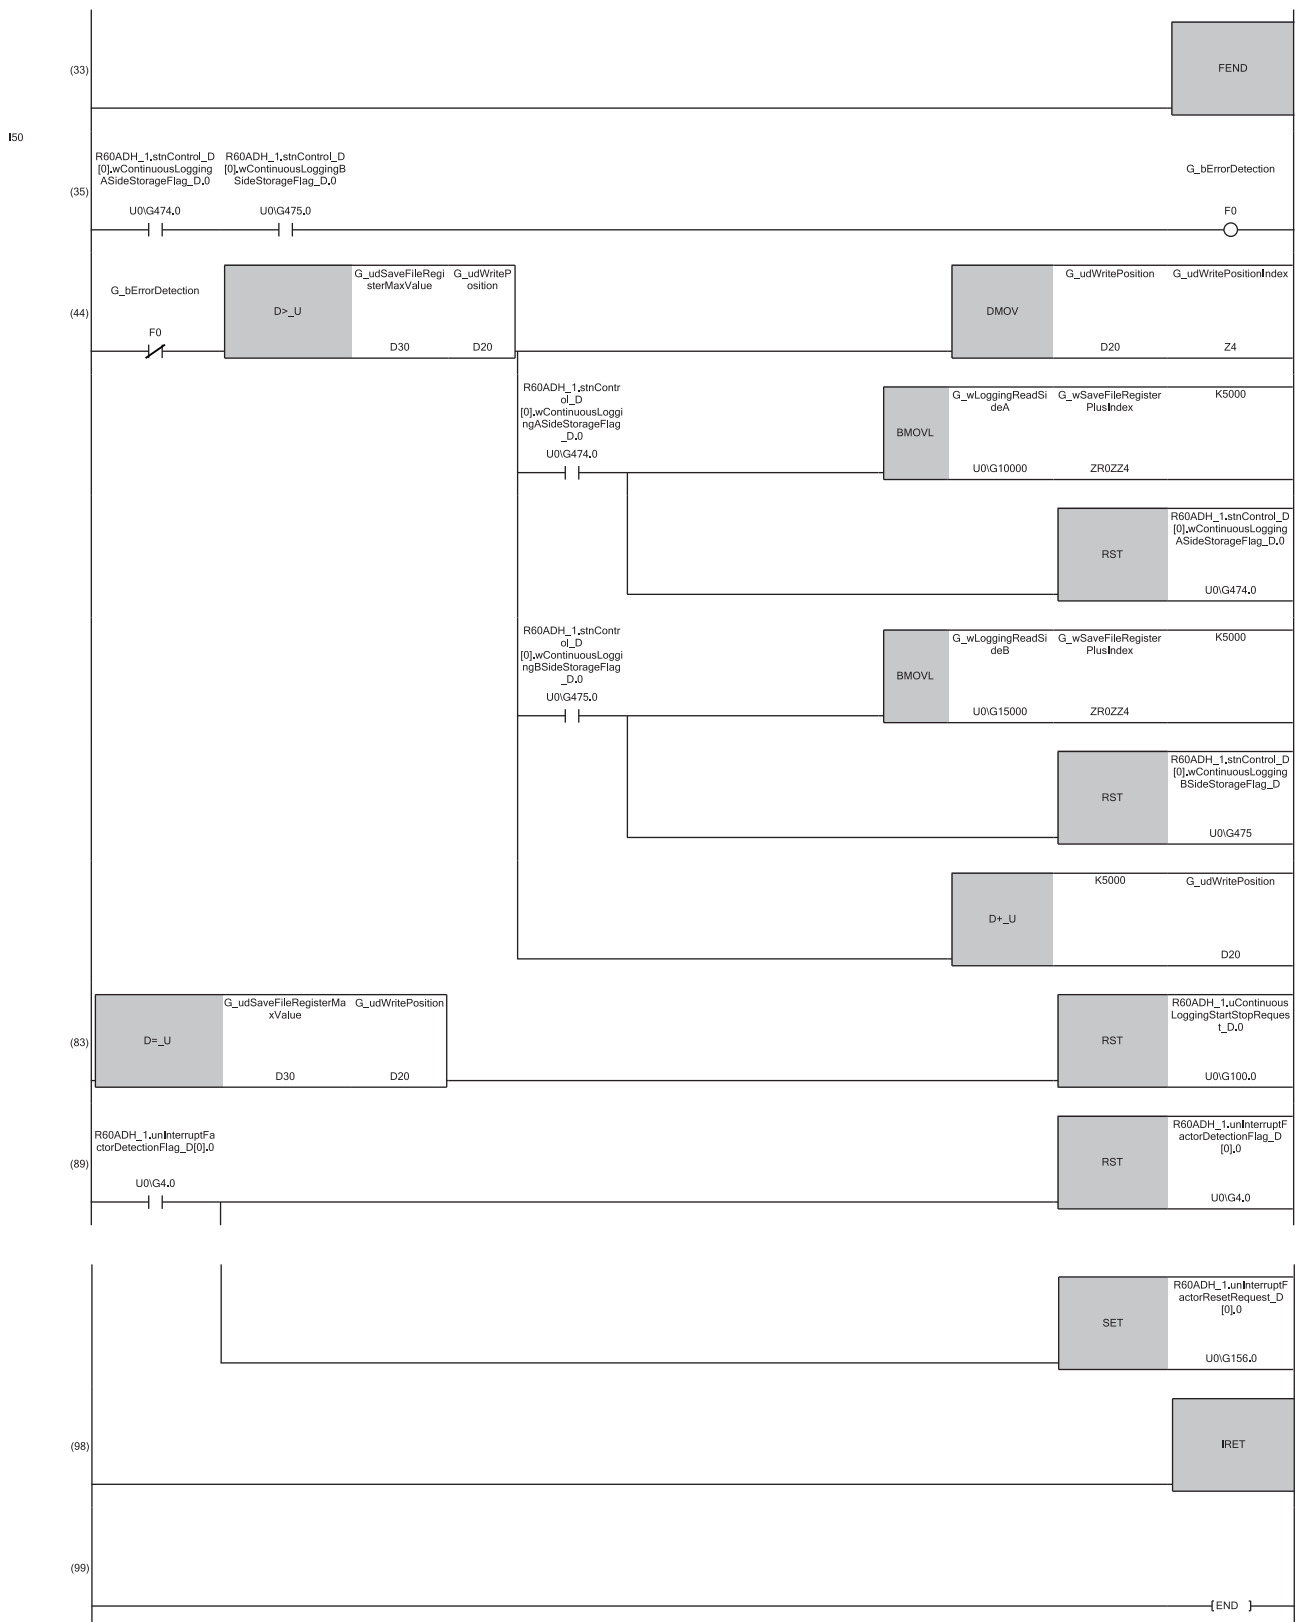 (33)
FEND
I50
R60ADH_1.stnControl_D
[0].wContinuousLogging
ASideStorageFlag_D.0
R60ADH_1.stnControl_D
[0].wContinuousLoggingB
SideStorageFlag_D.0
G_bErrorDetection
(35)
U0\G474.0
U0\G475.0
F0
G_bErrorDetection
(44)
F0
D>_U
G_udSaveFileRegi
sterMaxValue
D30
G_udWriteP
osition
D20
DMOV
G_udWritePosition
D20
G_udWritePositionIndex
Z4
R60ADH_1.stnContr
ol_D
[0].wContinuousLoggi
ngASideStorageFlag
_D.0
U0\G474.0
BMOVL
G_wLoggingReadSi
deA
U0\G10000
G_wSaveFileRegister
PlusIndex
ZR0ZZ4
K5000
RST
R60ADH_1.stnControl_D
[0].wContinuousLogging
ASideStorageFlag_D.0
U0\G474.0
R60ADH_1.stnContr
ol_D
[0].wContinuousLoggi
ngBSideStorageFlag
_D.0
U0\G475.0
BMOVL
G_wLoggingReadSi
deB
U0\G15000
G_wSaveFileRegister
PlusIndex
ZR0ZZ4
K5000
RST
R60ADH_1.stnControl_D
[0].wContinuousLogging
BSideStorageFlag_D
U0\G475
D+_U
K5000
G_udWritePosition
D20
(83)
D=_U
G_udSaveFileRegisterMa
xValue
D30
G_udWritePosition
D20
RST
R60ADH_1.uContinuous
LoggingStartStopReques
t_D.0
U0\G100.0
R60ADH_1.unInterruptFa
ctorDetectionFlag_D[0].0
(89)
U0\G4.0
RST
R60ADH_1.unInterruptF
actorDetectionFlag_D
[0].0
U0\G4.0
SET
R60ADH_1.unInterruptF
actorResetRequest_D
[0].0
U0\G156.0
(98)
IRET
(99)
END